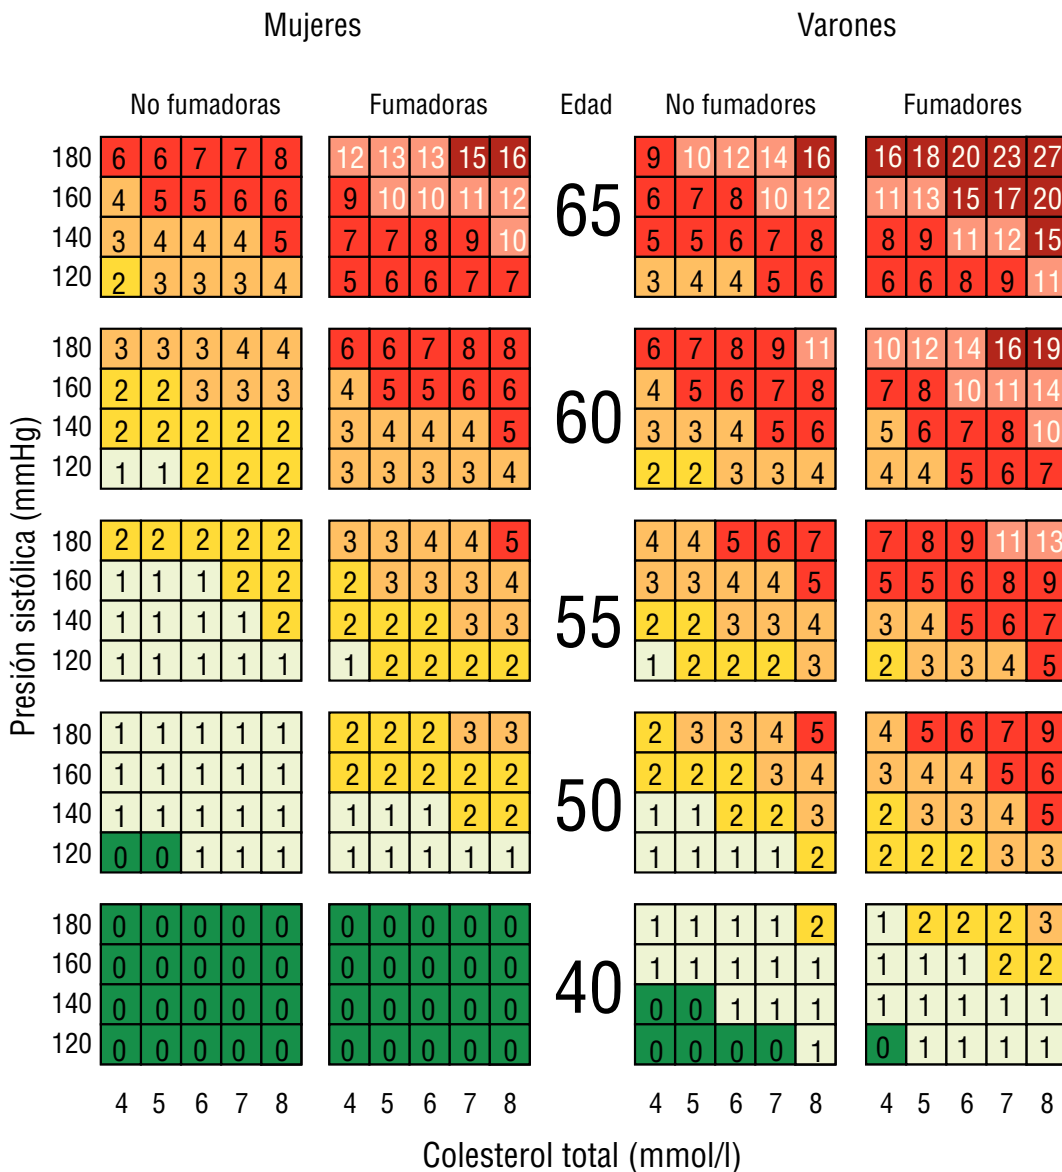 Mujeres Varones
No fumadoras Fumadoras Edad No fumadores Fumadores
180 6 6 7 7 8 12 13 13 15 16 9 10 12 14 16 16 18 20 23 27
160 4 5 5 6 6 9 10 10 11 12 6 7 8 10 12 11 13 15 17 20
65
140 3 4 4 4 5 7 7 8 9 10 5 5 6 7 8 8 9 11 12 15
120 2 3 3 3 4 5 6 6 7 7 3 4 4 5 6 6 6 8 9 11
180 3 3 3 4 4 6 6 7 8 8 6 7 8 9 11 10 12 14 16 19
160 2 2 3 3 3 4 5 5 6 6 4 5 6 7 8 7 8 10 11 14
60
140 2 2 2 2 2 3 4 4 4 5 3 3 4 5 6 5 6 7 8 10
120 1 1 2 2 2 3 3 3 3 4 2 2 3 3 4 4 4 5 6 7
Presión sistólica (mmHg)
180 2 2 2 2 2 3 3 4 4 5 4 4 5 6 7 7 8 9 11 13
160 1 1 1 2 2 2 3 3 3 4 3 3 4 4 5 5 5 6 8 9
55
140 1 1 1 1 2 2 2 2 3 3 2 2 3 3 4 3 4 5 6 7
120 1 1 1 1 1 1 2 2 2 2 1 2 2 2 3 2 3 3 4 5
180 1 1 1 1 1 2 2 2 3 3 2 3 3 4 5 4 5 6 7 9
160 1 1 1 1 1 2 2 2 2 2 2 2 2 3 4 3 4 4 5 6
50
140 1 1 1 1 1 1 1 1 2 2 1 1 2 2 3 2 3 3 4 5
120 0 0 1 1 1 1 1 1 1 1 1 1 1 1 2 2 2 2 3 3
180 0 0 0 0 0 0 0 0 0 0 1 1 1 1 2 1 2 2 2 3
160 0 0 0 0 0 0 0 0 0 0 1 1 1 1 1 1 1 1 2 2
40
140 0 0 0 0 0 0 0 0 0 0 0 0 1 1 1 1 1 1 1 1
120 0 0 0 0 0 0 0 0 0 0 0 0 0 0 1 0 1 1 1 1
4 5 6 7 8 4 5 6 7 8 4 5 6 7 8 4 5 6 7 8
Colesterol total (mmol/l)